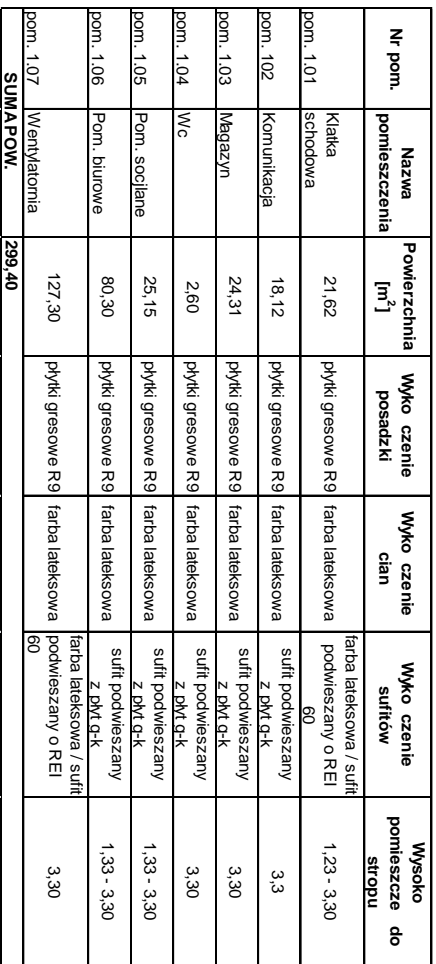 Nr pom.
Nazwa
pomieszczenia
Powierzchnia
[m²]
Wyko czenie
posadzki
Wyko czenie
cian
Wyko czenie
sufitów
Wysoko
pomieszcze do
stropu
pom. 1.01
Klatka
schodowa
21,62
płytki gresowe R9
farba lateksowa
farba lateksowa / sufit
podwieszany o REI
60
1,23 - 3,30
pom. 102
Komunikacja
18,12
płytki gresowe R9
farba lateksowa
sufit podwieszany
z płyt g-k
3,3
pom. 1.03
Magazyn
24,31
płytki gresowe R9
farba lateksowa
sufit podwieszany
z płyt g-k
3,30
pom. 1.04
Wc
2,60
płytki gresowe R9
farba lateksowa
sufit podwieszany
z płyt g-k
3,30
pom. 1.05
Pom. socjlane
25,15
płytki gresowe R9
farba lateksowa
sufit podwieszany
z płyt g-k
1,33 - 3,30
pom. 1.06
Pom. biurowe
80,30
płytki gresowe R9
farba lateksowa
sufit podwieszany
z płyt g-k
1,33 - 3,30
pom. 1.07
Wentylatornia
127,30
płytki gresowe R9
farba lateksowa
farba lateksowa / sufit
podwieszany o REI
60
3,30
SUMA POW.
299,40